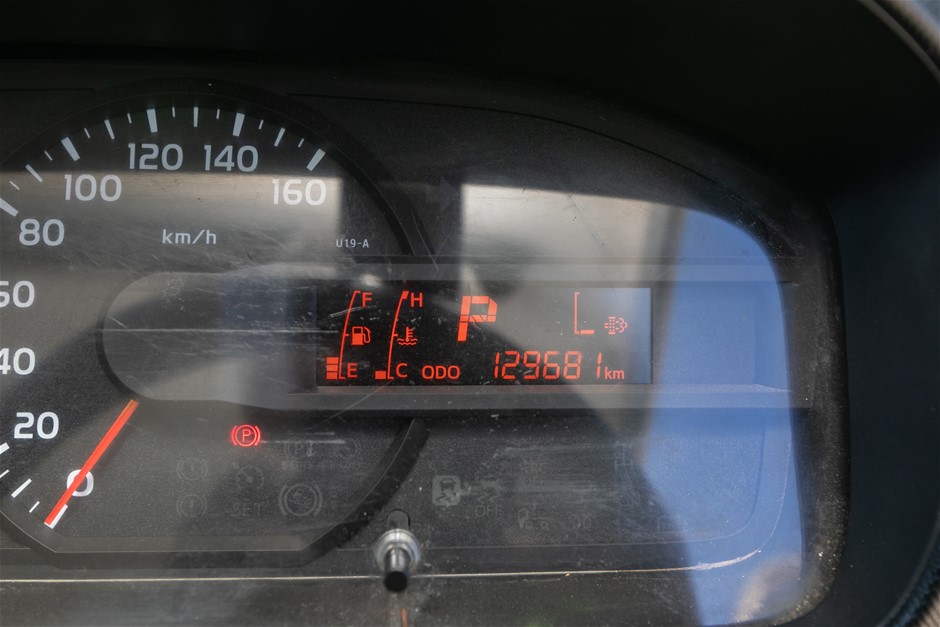 120 140
100 160
80
km/h
U19-A
60
40
20
0
F H P L
E C ODO 129681 km
(P)
SET
OFF